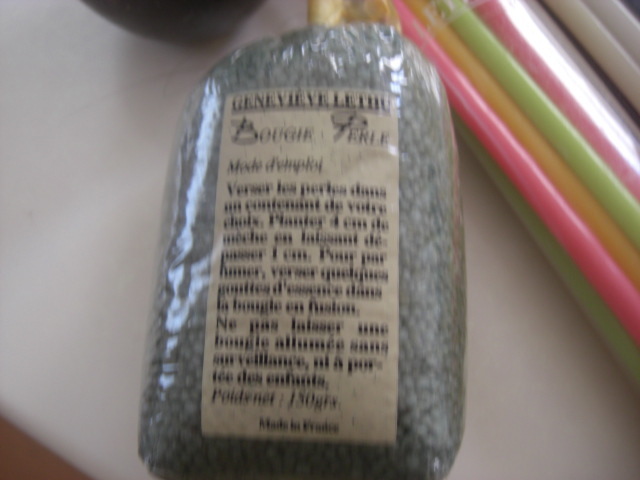 GENEVIÈVE LETHU
BOUGIE PERLE
Mode d'emploi
Verser les perles dans
un contenant de votre
choix. Planter 4 cm de
mèche en laissant dé-
passer 1 cm. Pour par
fumer, verser quelques
gouttes d'essence dans
la bougie en fusion.
Ne pas laisser une
bougie allumée sans
surveillance, ni à por-
tée des enfants.
Poids net : 150grs
Made in France